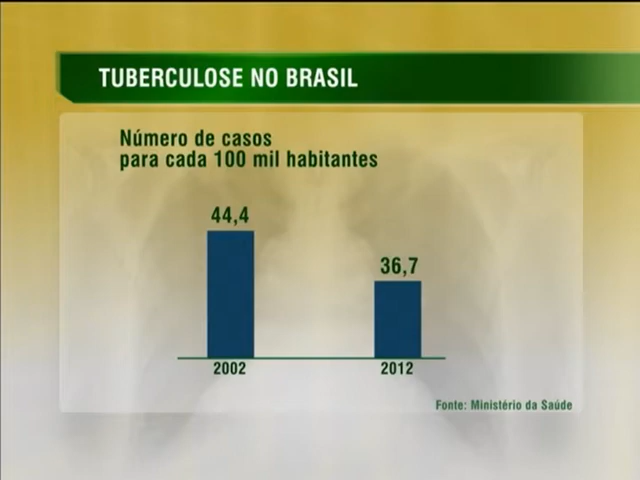 TUBERCULOSE NO BRASIL
Número de casos
para cada 100 mil habitantes
44,4
36,7
2002
2012
Fonte: Ministério da Saúde